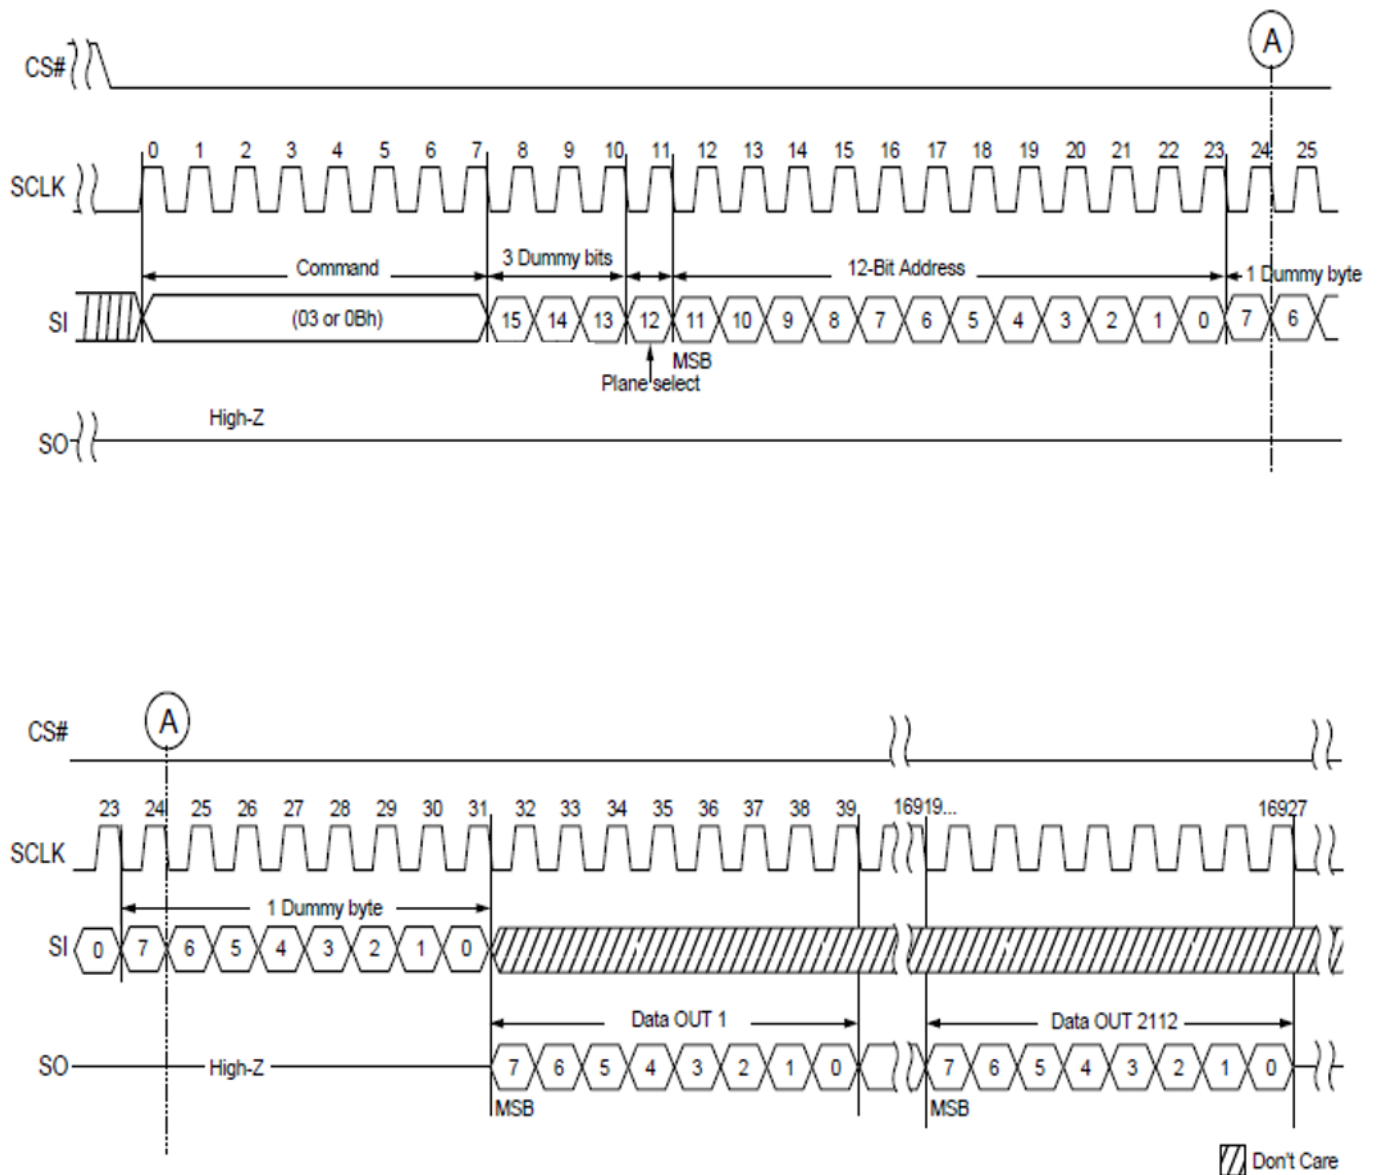 A
CS#
0 1 2 3 4 5 6 7 8 9 10 11 12 13 14 15 16 17 18 19 20 21 22 23 24 25
SCLK
Command 3 Dummy bits 12-Bit Address 1 Dummy byte
SI (03 or 0Bh) 15 14 13 12 11 10 9 8 7 6 5 4 3 2 1 0 7 6
MSB
Plane select
High-Z
SO
A
CS#
23 24 25 26 27 28 29 30 31 32 33 34 35 36 37 38 39 16919... 16927
SCLK
1 Dummy byte
SI 0 7 6 5 4 3 2 1 0
Data OUT 1 Data OUT 2112
SO High-Z 7 6 5 4 3 2 1 0 7 6 5 4 3 2 1 0
MSB MSB
Don't Care